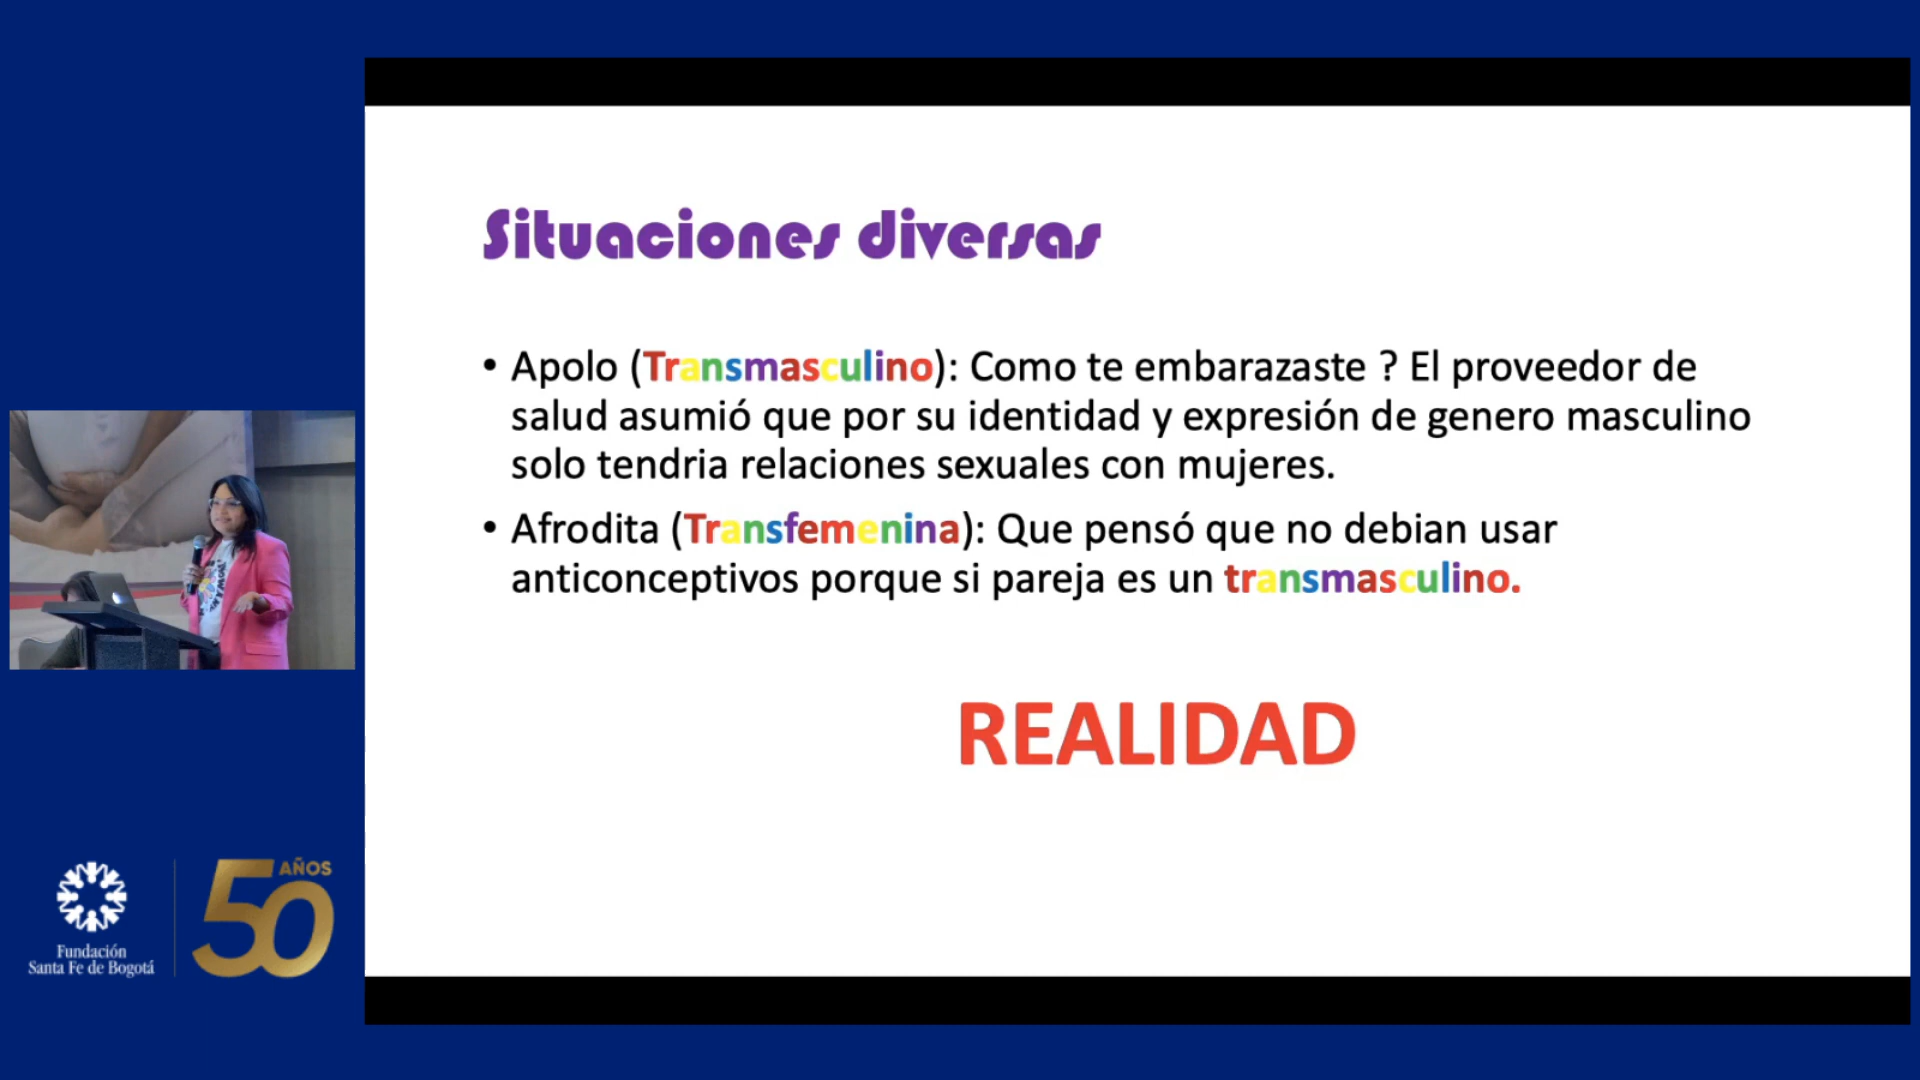 Situaciones diversas
• Apolo (Transmasculino): Como te embarazaste ? El proveedor de
salud asumió que por su identidad y expresión de genero masculino
solo tendria relaciones sexuales con mujeres.
• Afrodita (Transfemenina): Que pensó que no debian usar
anticonceptivos porque si pareja es un transmasculino.
REALIDAD
Fundación
Santa Fe de Bogotá
50 AÑOS